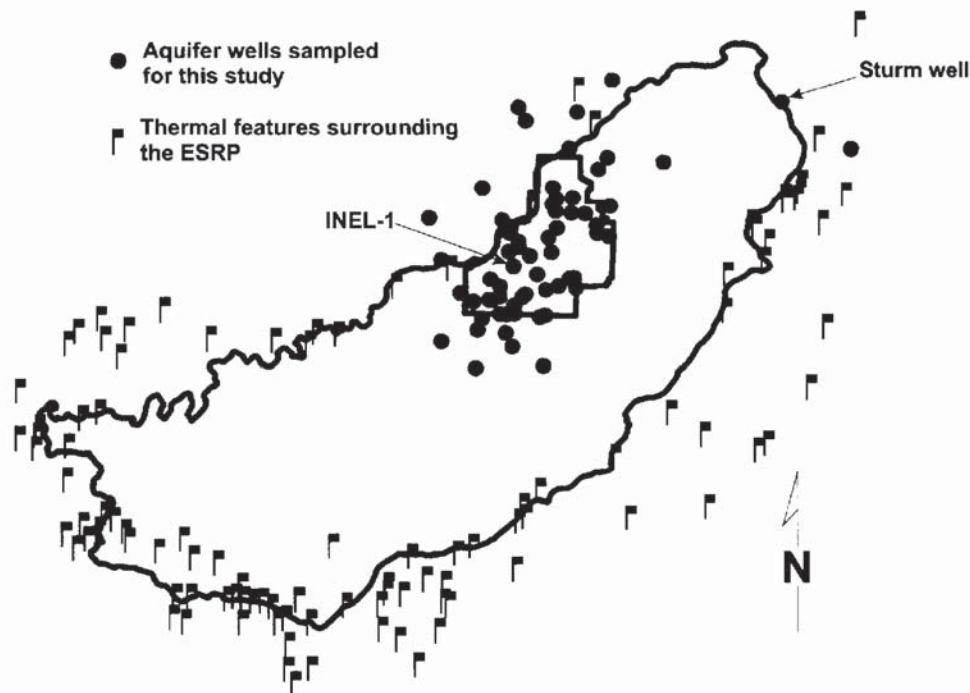 Aquifer wells sampled
for this study
Thermal features surrounding
the ESRP
Sturm well
INEL-1
N